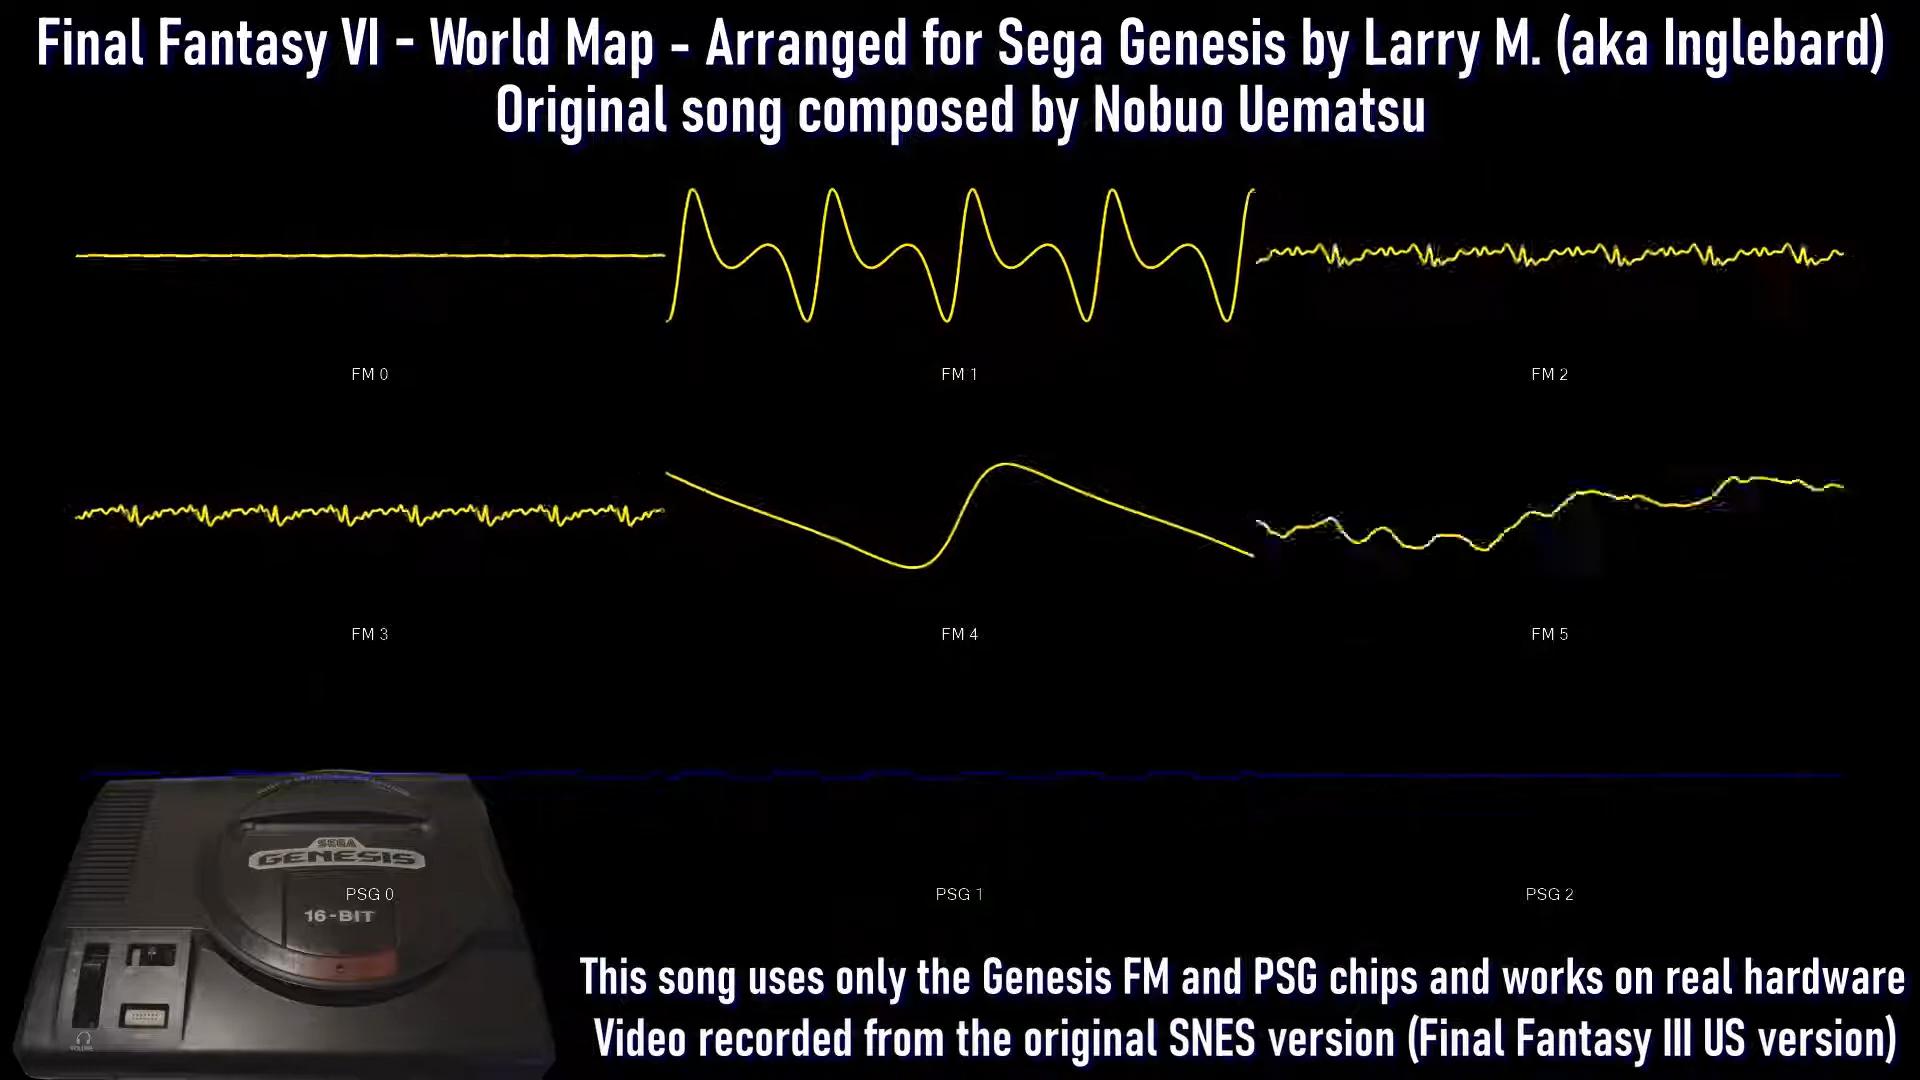 Final Fantasy VI - World Map - Arranged for Sega Genesis by Larry M. (aka Inglebard)
Original song composed by Nobuo Uematsu
FM 0
FM 1
FM 2
FM 3
FM 4
FM 5
SEGA
GENESIS
PSG 0
PSG 1
PSG 2
16-BIT
This song uses only the Genesis FM and PSG chips and works on real hardware
VOLUME
Video recorded from the original SNES version (Final Fantasy III US version)